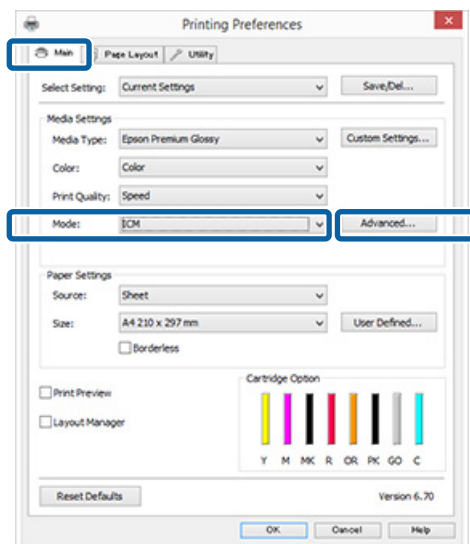 Printing Preferences
Main Page Layout Utility
Select Setting: Current Settings Save/Del...
Media Settings
Media Type: Epson Premium Glossy Custom Settings...
Color: Color
Print Quality: Speed
Mode: ICM Advanced...
Paper Settings
Source: Sheet
Size: A4 210 x 297 mm User Defined...
Borderless
Cartridge Option
Print Preview
Layout Manager
Y M MK R OR PK GO C
Reset Defaults Version 6.70
OK Cancel Help